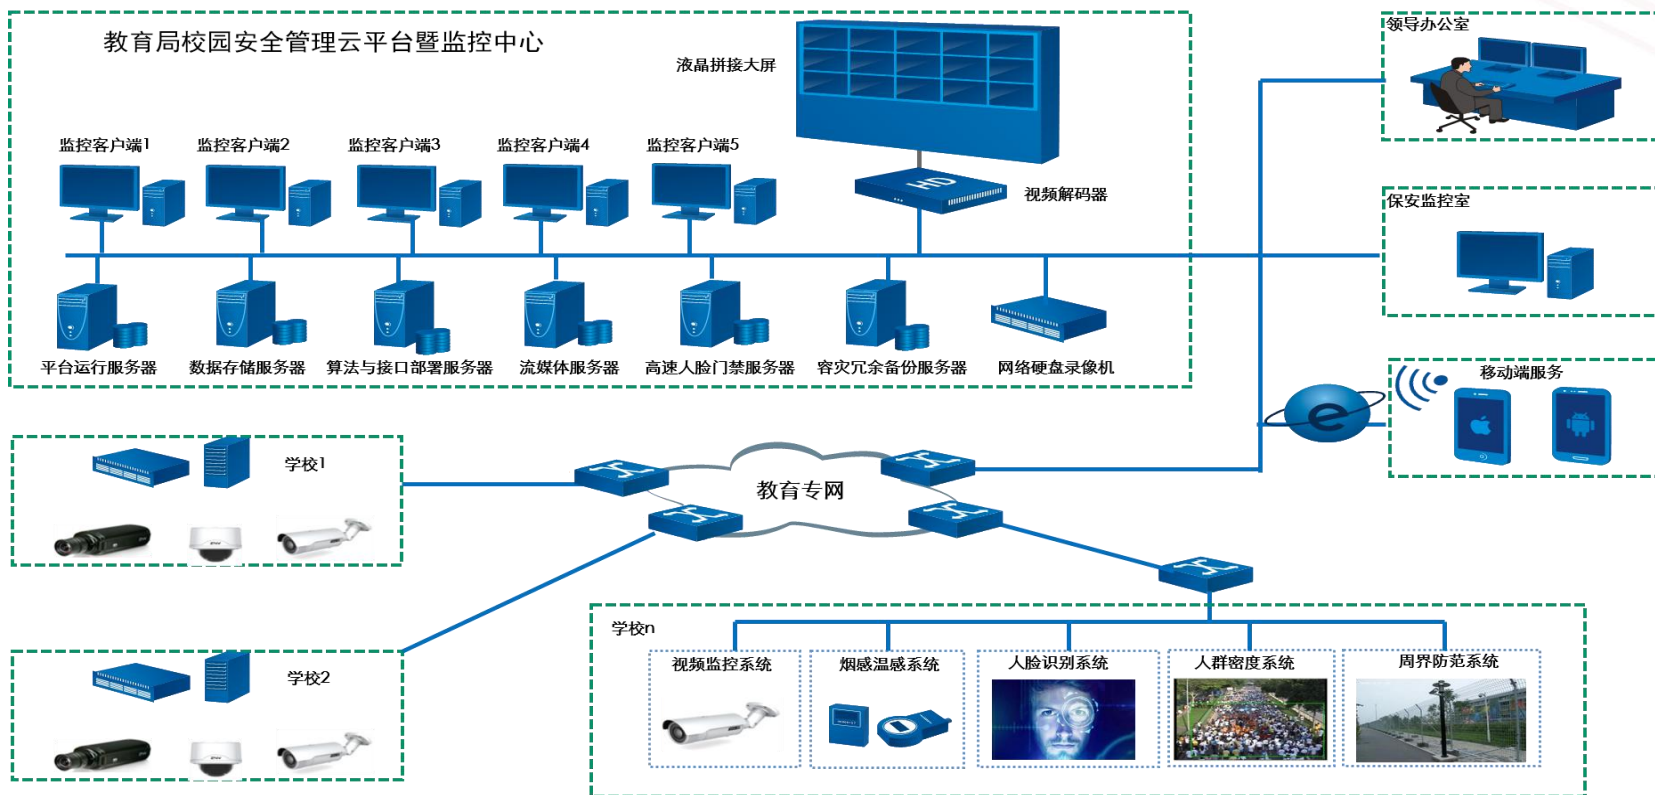 教育局校园安全管理云平台暨监控中心
液晶拼接大屏
领导办公室
监控客户端1
监控客户端2
监控客户端3
监控客户端4
监控客户端5
HD
视频解码器
保安监控室
平台运行服务器
数据存储服务器
算法与接口部署服务器
流媒体服务器
高速人脸门禁服务器
容灾冗余备份服务器
网络硬盘录像机
移动端服务
e
学校1
教育专网
学校2
学校n
视频监控系统
烟感温感系统
人脸识别系统
人群密度系统
周界防范系统